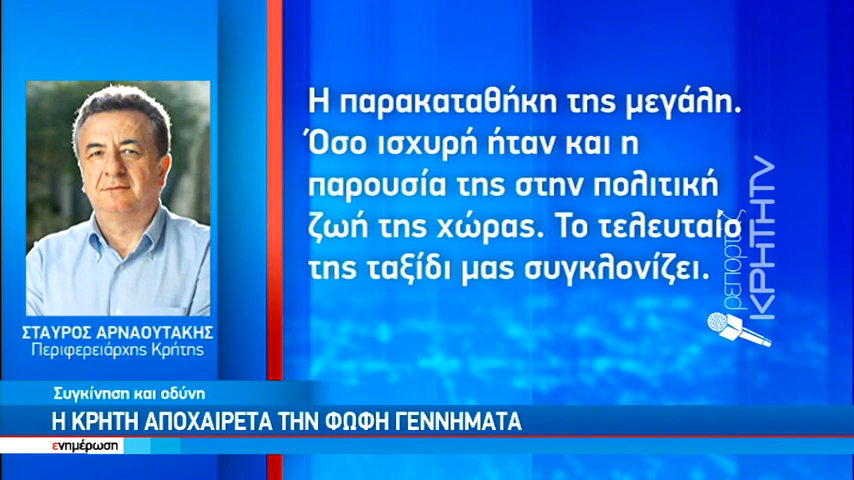 Η παρακαταθήκη της μεγάλη.
Όσο ισχυρή ήταν και η
παρουσία της στην πολιτική
ζωή της χώρας. Το τελευταίο
της ταξίδι μας συγκλονίζει.
ρεπορτάζ
ΚΡΗΤΗTV
ΣΤΑΥΡΟΣ ΑΡΝΑΟΥΤΑΚΗΣ
Περιφερειάρχης Κρήτης
Συγκίνηση και οδύνη
Η ΚΡΗΤΗ ΑΠΟΧΑΙΡΕΤΑ ΤΗΝ ΦΩΦΗ ΓΕΝΝΗΜΑΤΑ
ενημέρωση